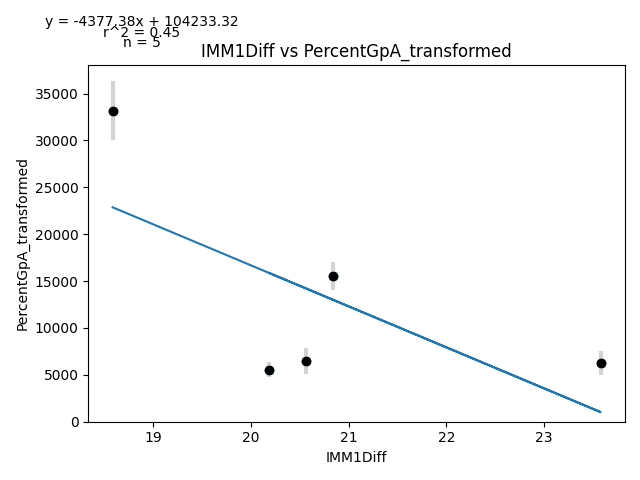 y = -4377.38x + 104233.32
r^2 = 0.45
n = 5
IMM1Diff vs PercentGpA_transformed
PercentGpA_transformed
35000
30000
25000
20000
15000
10000
5000
0
19 20 21 22 23
IMM1Diff